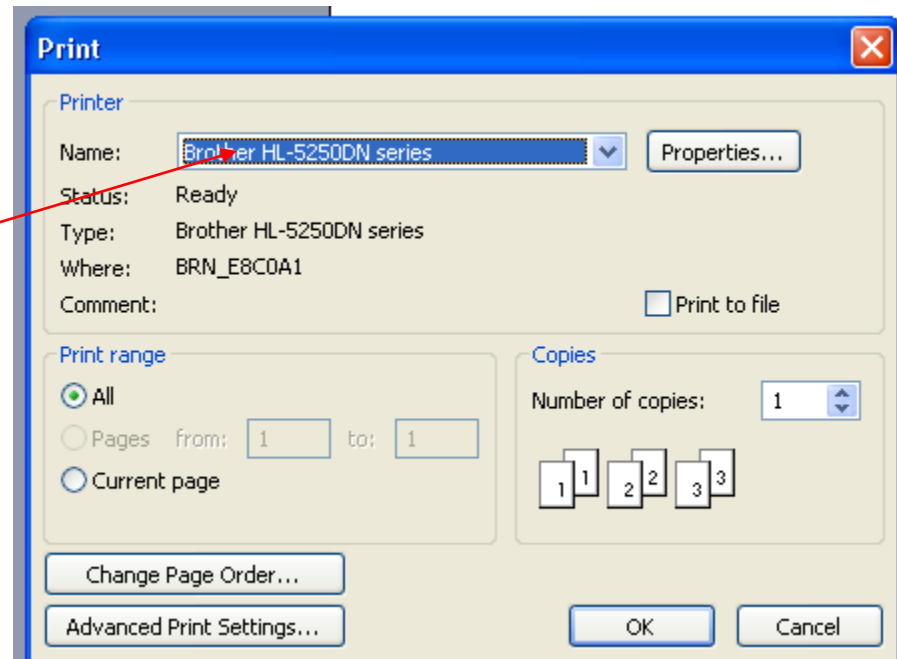 Print
Printer
Name: Brother HL-5250DN series Properties...
Status: Ready
Type: Brother HL-5250DN series
Where: BRN_E8C0A1
Comment: Print to file
Print range
All
Pages from: 1 to: 1
Current page
Copies
Number of copies: 1
1 1 2 2 3 3
Change Page Order...
Advanced Print Settings... OK Cancel